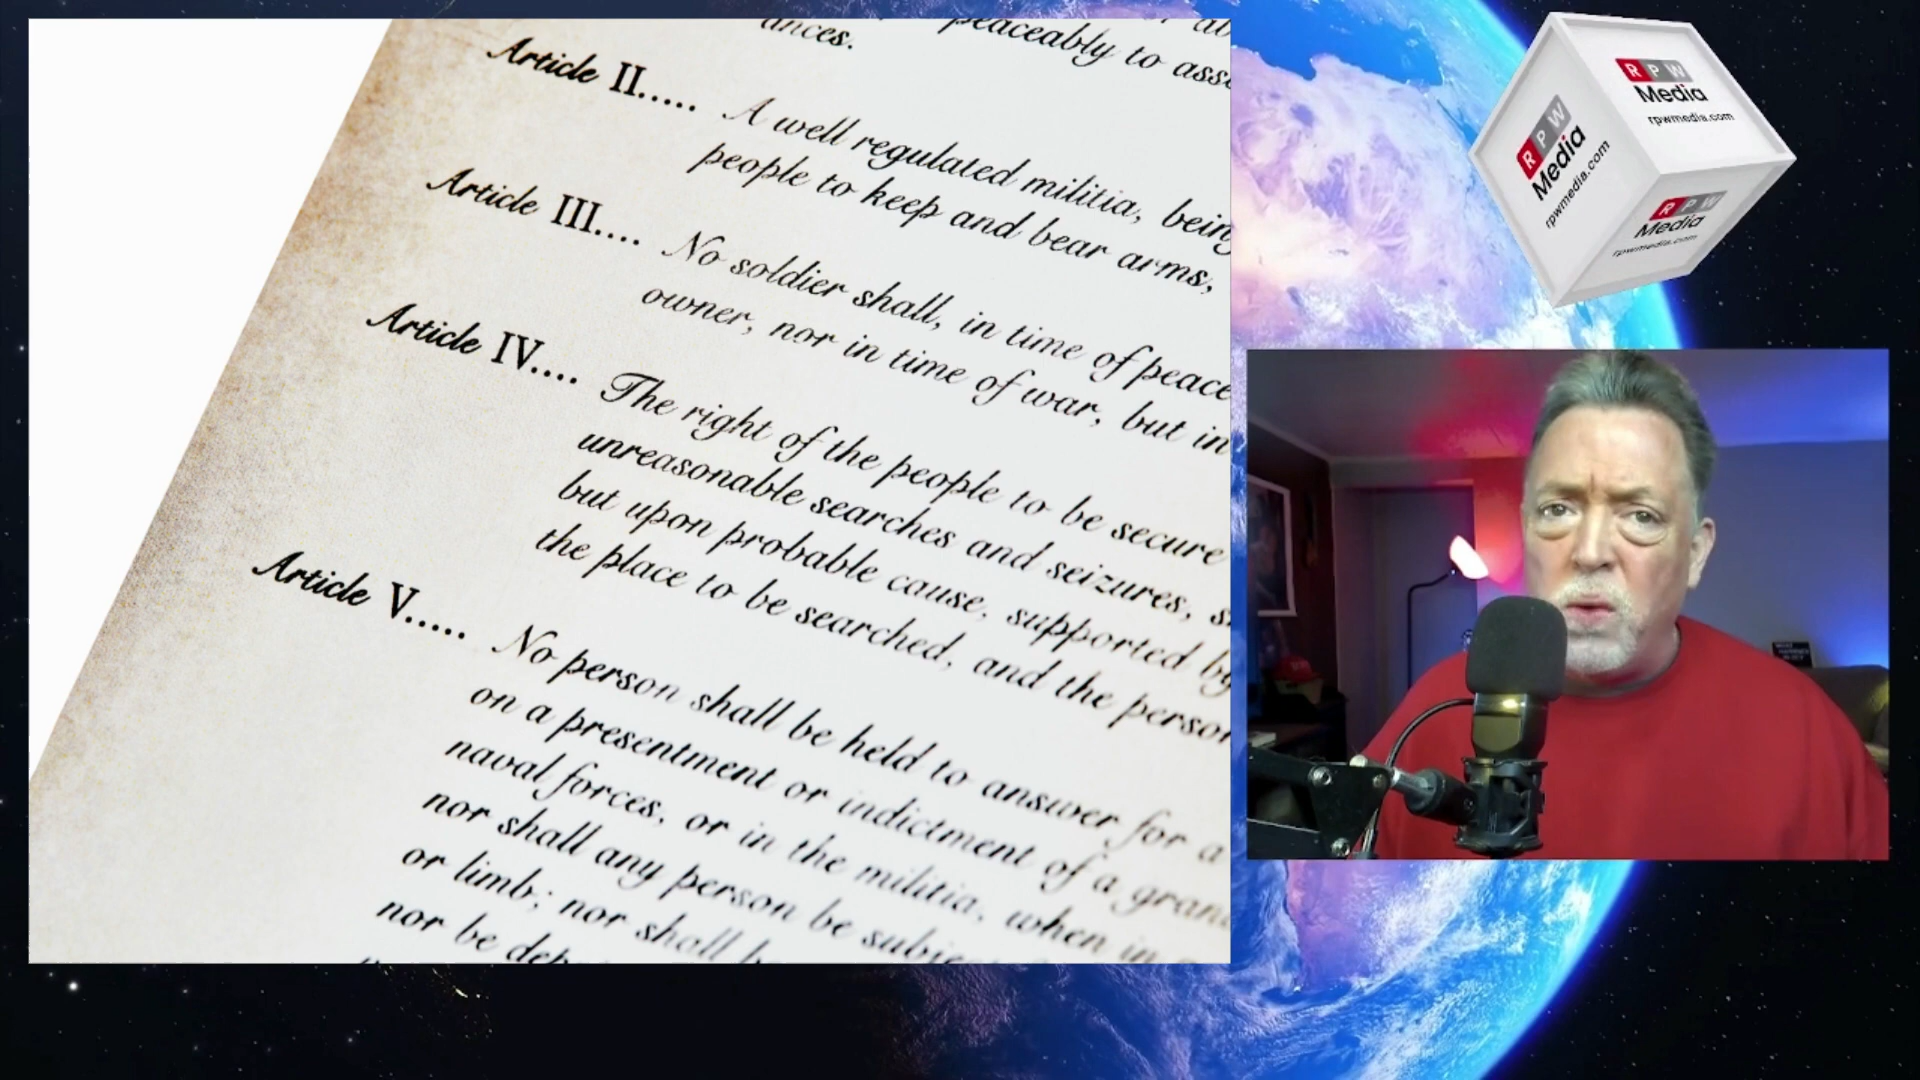 ances.
peaceably to
Article II..... A well regulated militia,
people to keep and bear arms,
Article III.... No soldier shall, in time of peace
owner, nor in time of war, but in
Article IV.... The right of the people to be secure
unreasonable searches and seizures,
but upon probable cause, supported
the place to be searched, and the
Article V..... No person shall be held to answer for a
on a presentment or indictment of a
naval forces, or in the militia, when in
nor shall any person be
or limb; nor shall
nor be
RPW
Media
rpwmedia.com
RPW
Media
rpwmedia.com
RPW
Media
rpwmedia.com